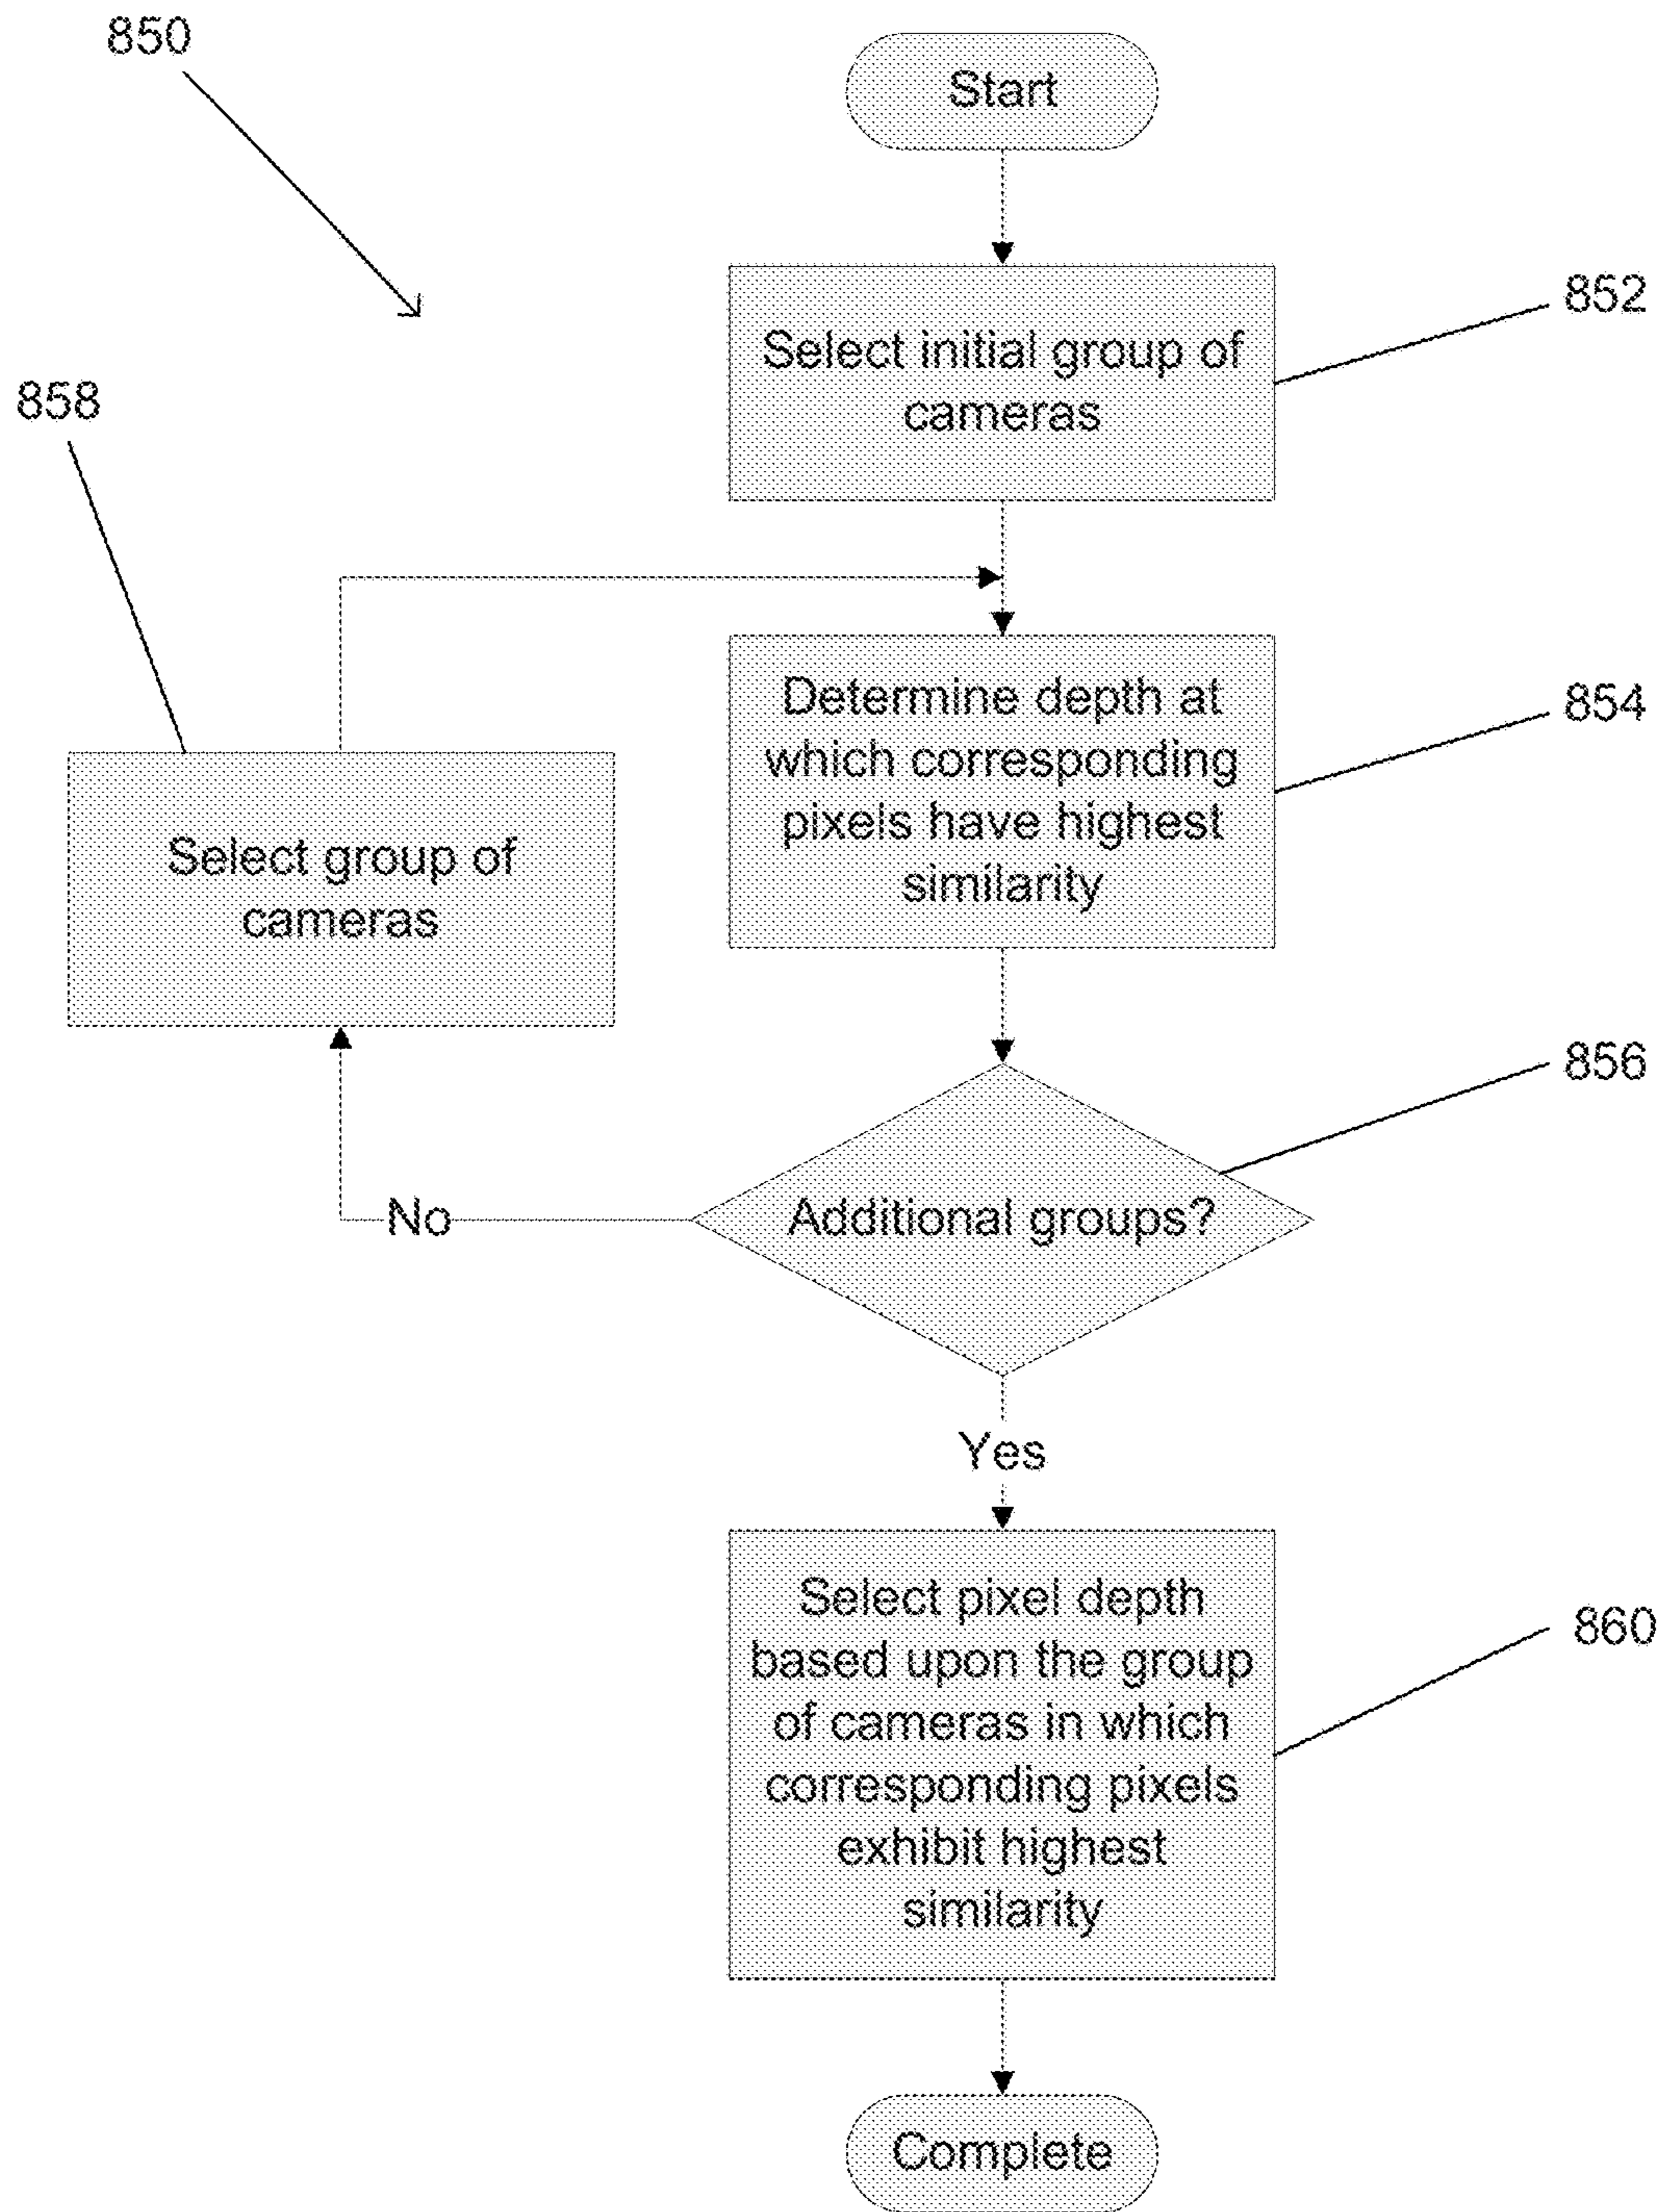 850
Start
852
Select initial group of
cameras
858
854
Determine depth at
which corresponding
pixels have highest
similarity
Select group of
cameras
856
Additional groups?
No
Yes
860
Select pixel depth
based upon the group
of cameras in which
corresponding pixels
exhibit highest
similarity
Complete